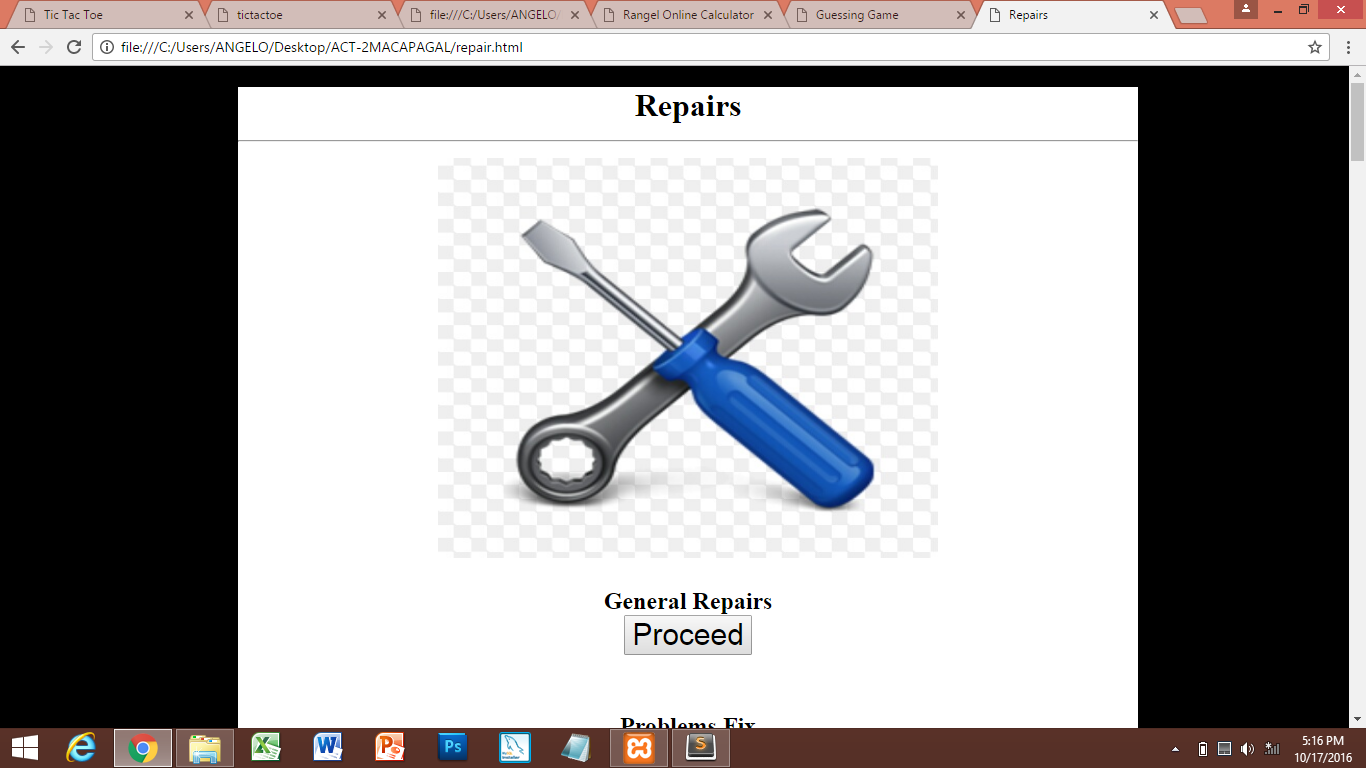 Tic Tac Toe
tictactoe
file:///C:/Users/ANGELO/
Rangel Online Calculator
Guessing Game
Repairs
file:///C:/Users/ANGELO/Desktop/ACT-2MACAPAGAL/repair.html
Repairs
General Repairs
Proceed
Problems Fix
Ps
5:16 PM
10/17/2016